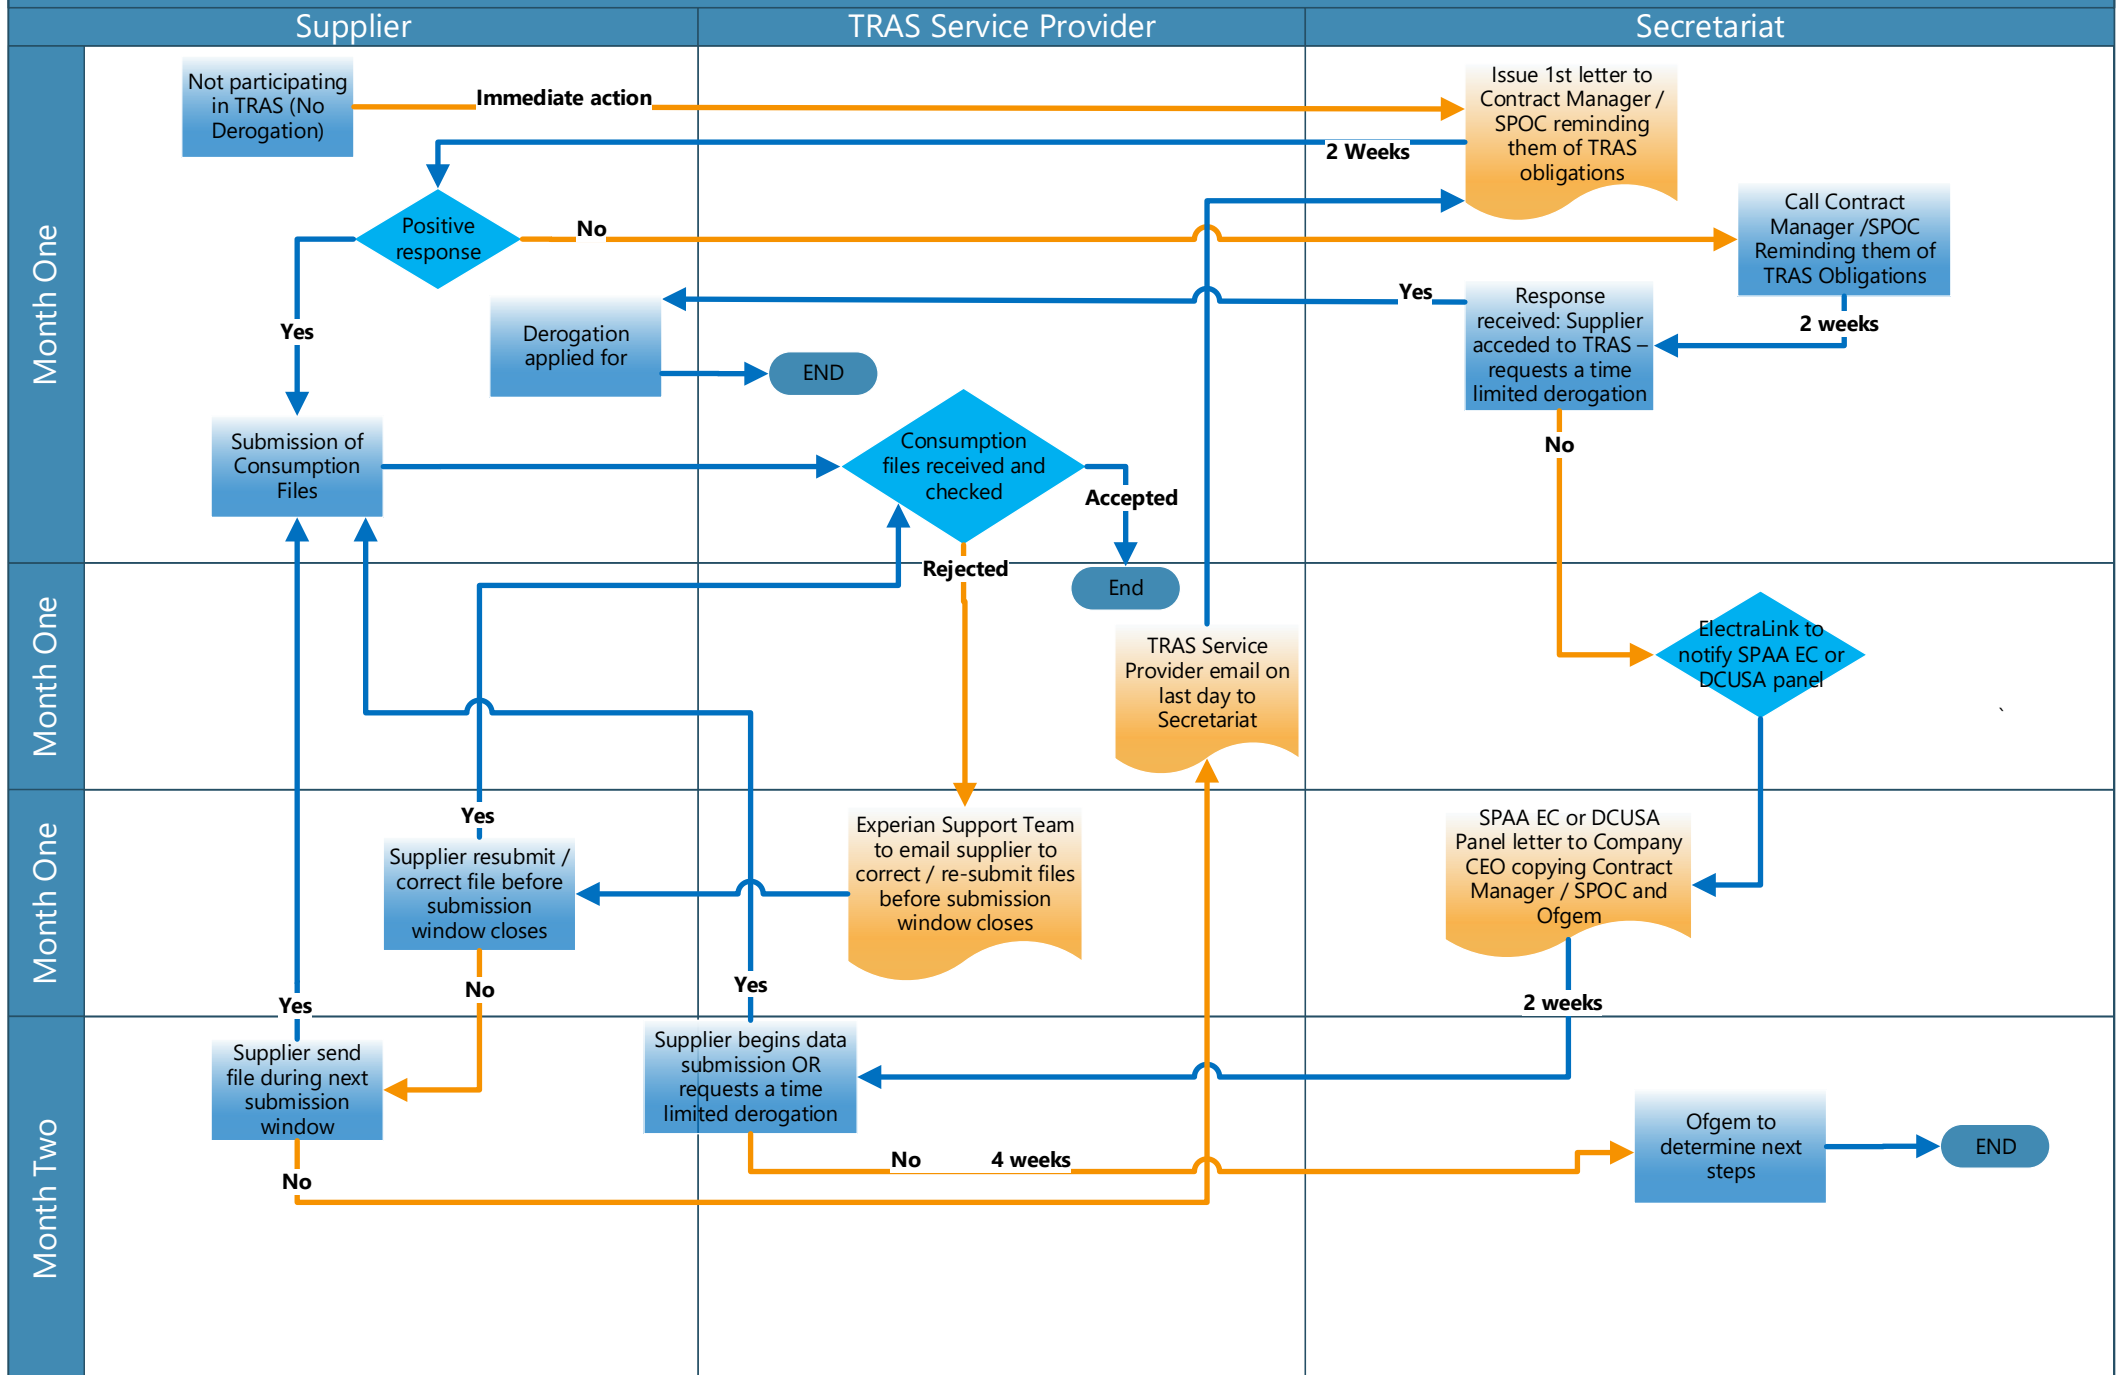 Supplier
TRAS Service Provider
Secretariat
Month One
Not participating
in TRAS (No
Derogation)
Immediate action
Issue 1st letter to
Contract Manager /
SPOC reminding
them of TRAS
obligations
2 Weeks
Positive
response
No
Call Contract
Manager /SPOC
Reminding them of
TRAS Obligations
Yes
2 weeks
Response
received: Supplier
acceded to TRAS –
requests a time
limited derogation
Yes
Derogation
applied for
END
No
Submission of
Consumption
Files
Consumption
files received and
checked
Accepted
Rejected
End
Month One
TRAS Service
Provider email on
last day to
Secretariat
ElectraLink to
notify SPAA EC or
DCUSA panel
`
Month One
Yes
Supplier resubmit /
correct file before
submission
window closes
Experian Support Team
to email supplier to
correct / re-submit files
before submission
window closes
SPAA EC or DCUSA
Panel letter to Company
CEO copying Contract
Manager / SPOC and
Ofgem
No
Yes
Yes
2 weeks
Month Two
Supplier send
file during next
submission
window
Supplier begins data
submission OR
requests a time
limited derogation
No
No
4 weeks
Ofgem to
determine next
steps
END